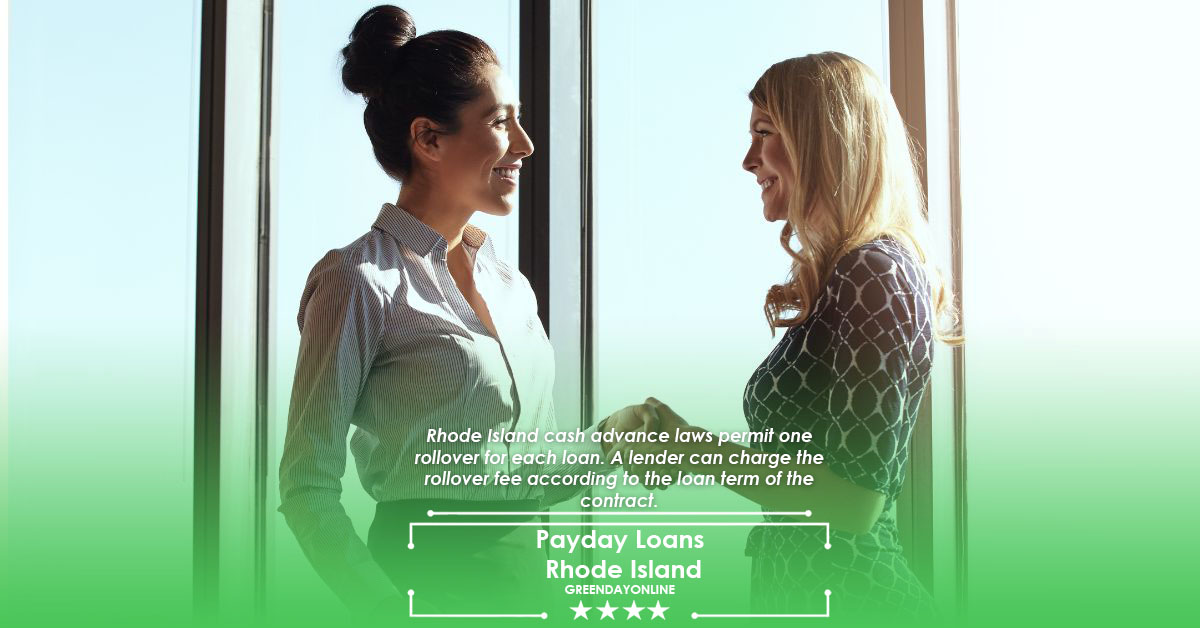 Rhode Island cash advance laws permit one
rollover for each loan. A lender can charge the
rollover fee according to the loan term of the
contract.
Payday Loans
Rhode Island
GREENDAYONLINE